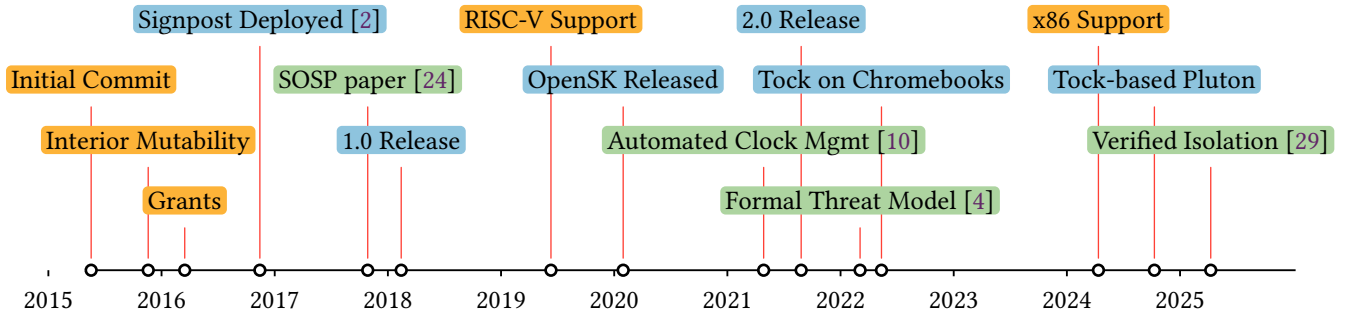 Signpost Deployed [2] RISC-V Support 2.0 Release x86 Support
Initial Commit SOSP paper [24] OpenSK Released Tock on Chromebooks Tock-based Pluton
Interior Mutability 1.0 Release Automated Clock Mgmt [10] Verified Isolation [29]
Grants Formal Threat Model [4]
2015 2016 2017 2018 2019 2020 2021 2022 2023 2024 2025